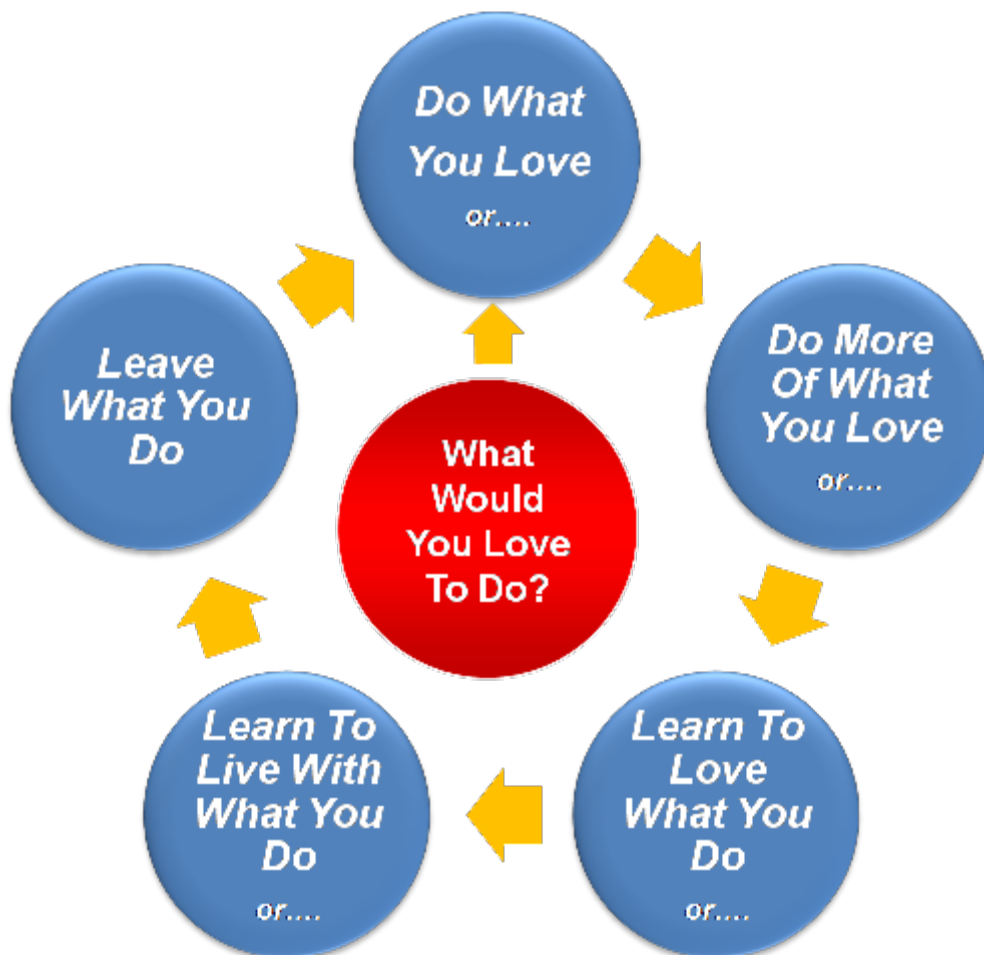 Do What
You Love
or....
Do More
Of What
You Love
or....
Learn To
Love
What You
Do
or....
Learn To
Live With
What You
Do
or....
Leave
What You
Do
What
Would
You Love
To Do?